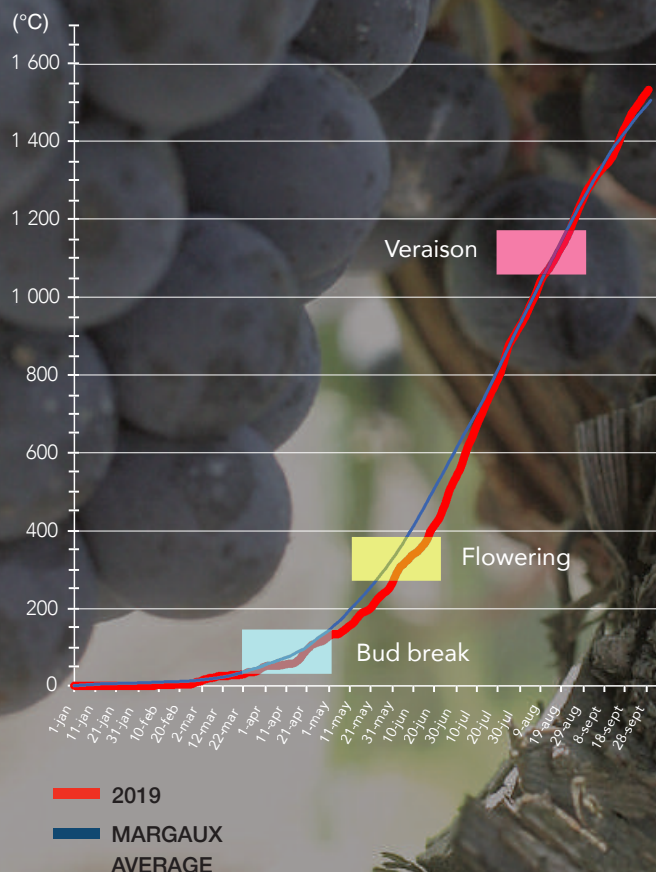 (°C)
1 600
1 400
1 200
1 000
800
600
400
200
0
Veraison
Flowering
Bud break
1-jan
11-jan
21-jan
31-jan
10-feb
20-feb
2-mar
12-mar
22-mar
1-apr
11-apr
21-apr
1-may
11-may
21-may
31-may
10-jun
20-jun
30-jun
10-jul
20-jul
30-jul
9-aug
19-aug
29-aug
8-sept
18-sept
28-sept
2019
MARGAUX
AVERAGE